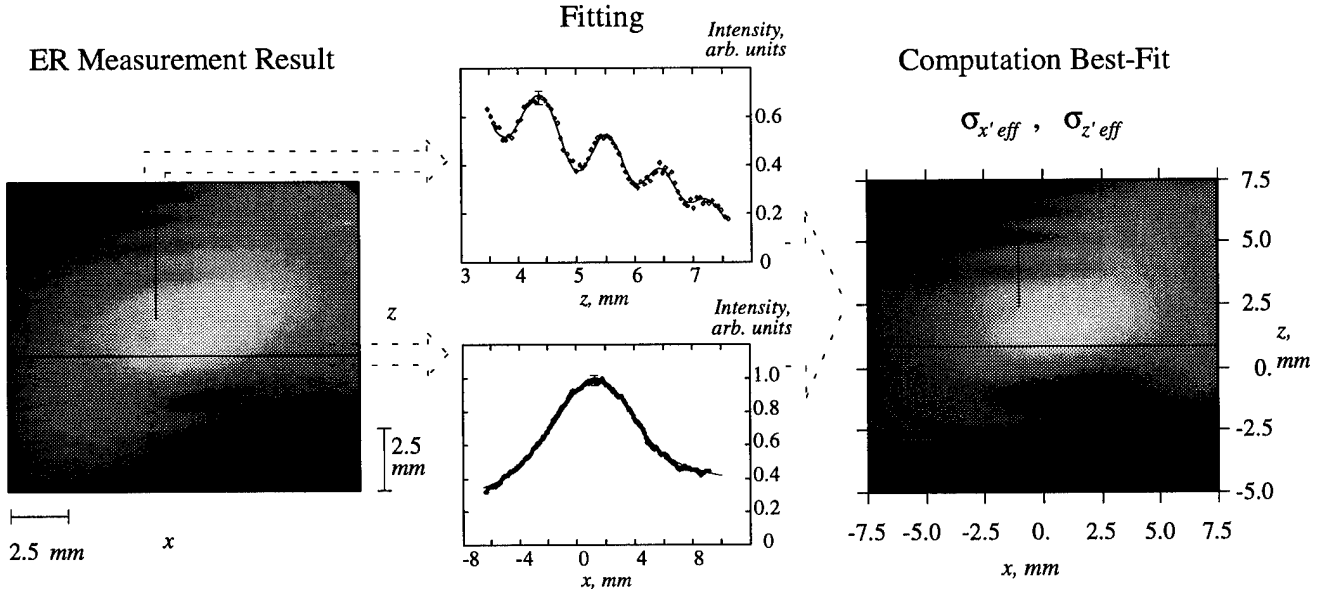 ER Measurement Result
z
2.5
mm
2.5 mm
x
Fitting
Intensity,
arb. units
0.6
0.4
0.2
0
3 4 5 6 7
z, mm
Intensity,
arb. units
1.0
0.8
0.6
0.4
0.2
0
-8 -4 0 4 8
x, mm
Computation Best-Fit
σx' eff , σz' eff
7.5
5.0
2.5
z,
0. mm
-2.5
-5.0
-7.5 -5.0 -2.5 0. 2.5 5.0 7.5
x, mm